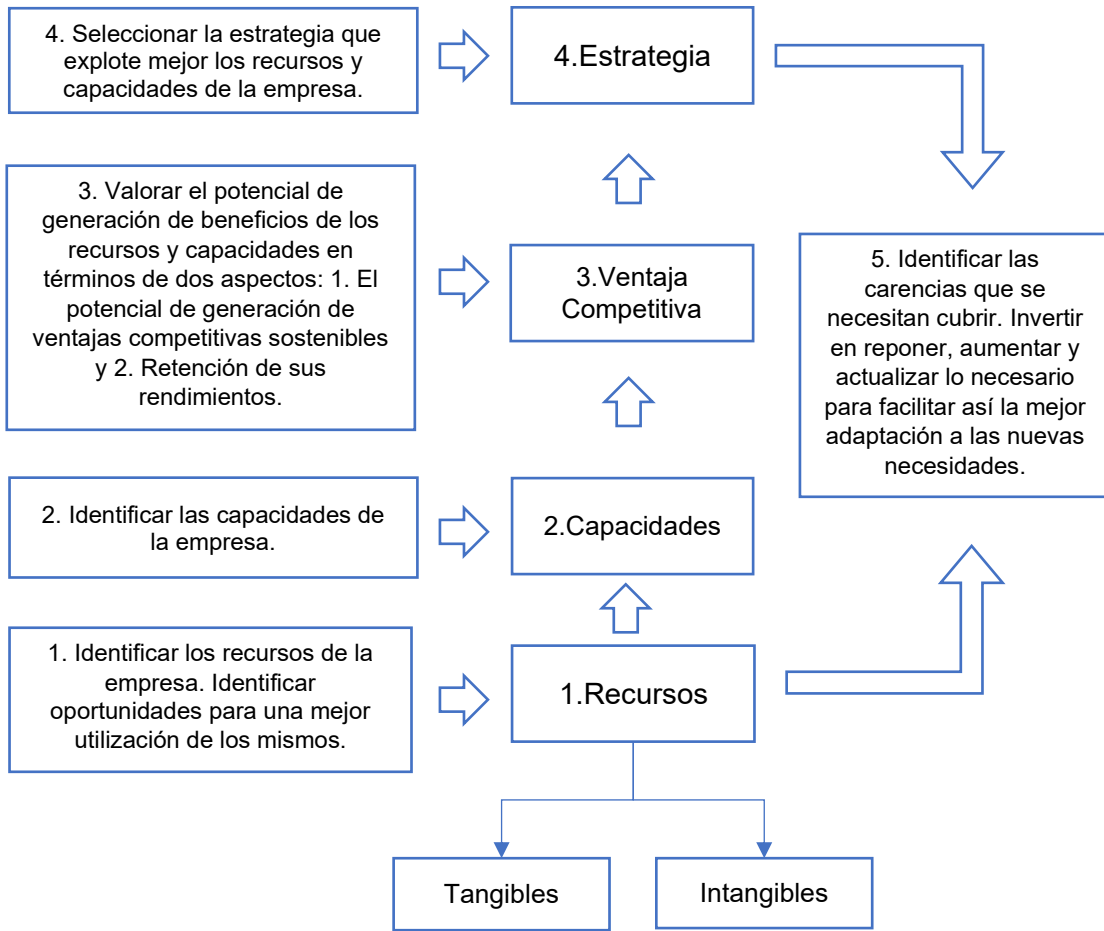 4. Seleccionar la estrategia que
explote mejor los recursos y
capacidades de la empresa.
4.Estrategia
3. Valorar el potencial de
generación de beneficios de los
recursos y capacidades en
términos de dos aspectos: 1. El
potencial de generación de
ventajas competitivas sostenibles
y 2. Retención de sus
rendimientos.
3.Ventaja
Competitiva
5. Identificar las
carencias que se
necesitan cubrir. Invertir
en reponer, aumentar y
actualizar lo necesario
para facilitar así la mejor
adaptación a las nuevas
necesidades.
2. Identificar las capacidades de
la empresa.
2.Capacidades
1. Identificar los recursos de la
empresa. Identificar
oportunidades para una mejor
utilización de los mismos.
1.Recursos
Tangibles
Intangibles